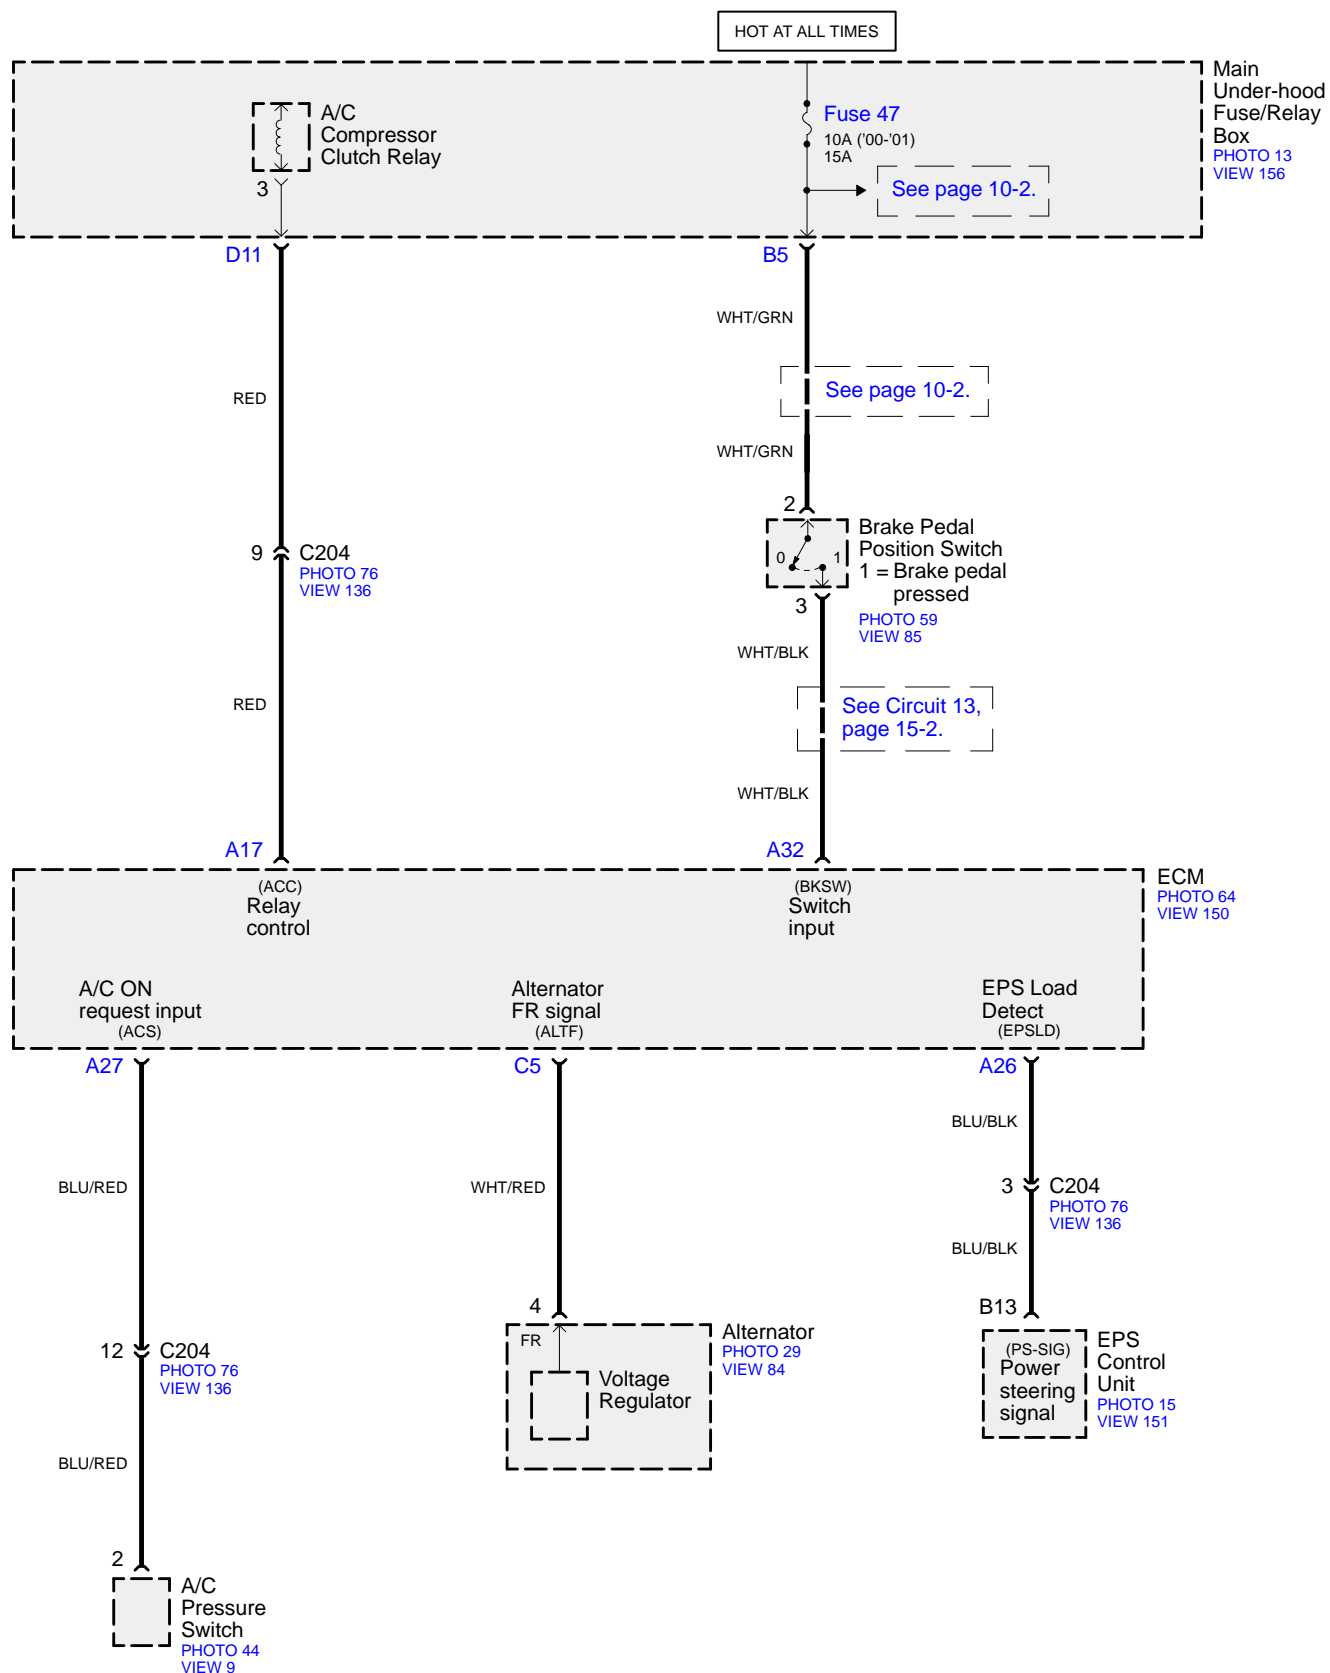 HOT AT ALL TIMES
Main
Under-hood
Fuse/Relay
Box
PHOTO 13
VIEW 156
A/C
Compressor
Clutch Relay
3
Fuse 47
10A ('00-'01)
15A
See page 10-2.
D11
B5
WHT/GRN
RED
See page 10-2.
WHT/GRN
2
9
C204
PHOTO 76
VIEW 136
0
1
Brake Pedal
Position Switch
1 = Brake pedal
pressed
PHOTO 59
VIEW 85
3
WHT/BLK
RED
See Circuit 13,
page 15-2.
WHT/BLK
A17
A32
(ACC)
Relay
control
(BKSW)
Switch
input
ECM
PHOTO 64
VIEW 150
A/C ON
request input
(ACS)
Alternator
FR signal
(ALTF)
EPS Load
Detect
(EPSLD)
A27
C5
A26
BLU/BLK
BLU/RED
WHT/RED
3
C204
PHOTO 76
VIEW 136
BLU/BLK
12
C204
PHOTO 76
VIEW 136
4
FR
Alternator
PHOTO 29
VIEW 84
Voltage
Regulator
B13
(PS-SIG)
Power
steering
signal
EPS
Control
Unit
PHOTO 15
VIEW 151
BLU/RED
2
A/C
Pressure
Switch
PHOTO 44
VIEW 9